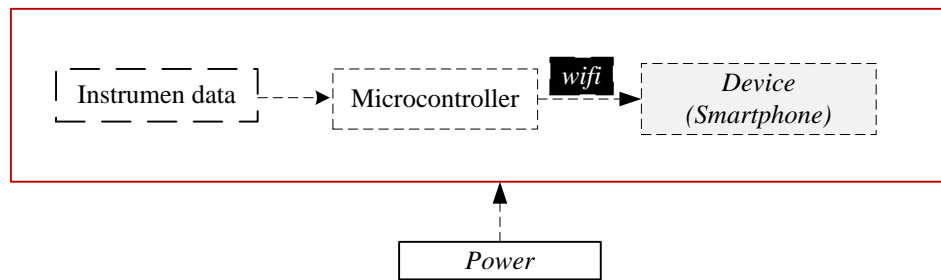 wifi
Instrumen data
Microcontroller
Device
(Smartphone)
Power